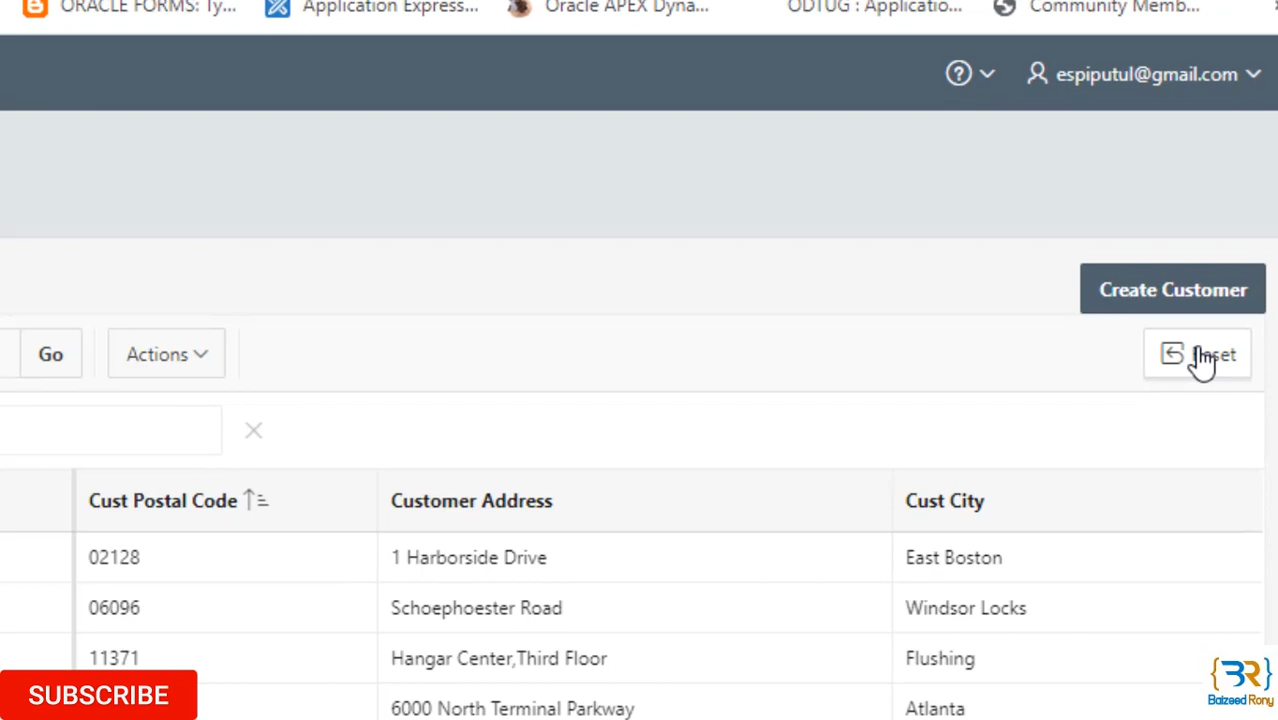 ORACLE FORMS: Ty... Application Express... Oracle APEX Dyna... ODTUG : Applicatio... Community Memb...
espiputul@gmail.com
Create Customer
Go Actions
Cust Postal Code Customer Address Cust City
02128 1 Harborside Drive East Boston
06096 Schoephoester Road Windsor Locks
11371 Hangar Center,Third Floor Flushing
6000 North Terminal Parkway Atlanta
SUBSCRIBE
BR
Baizeed Rony